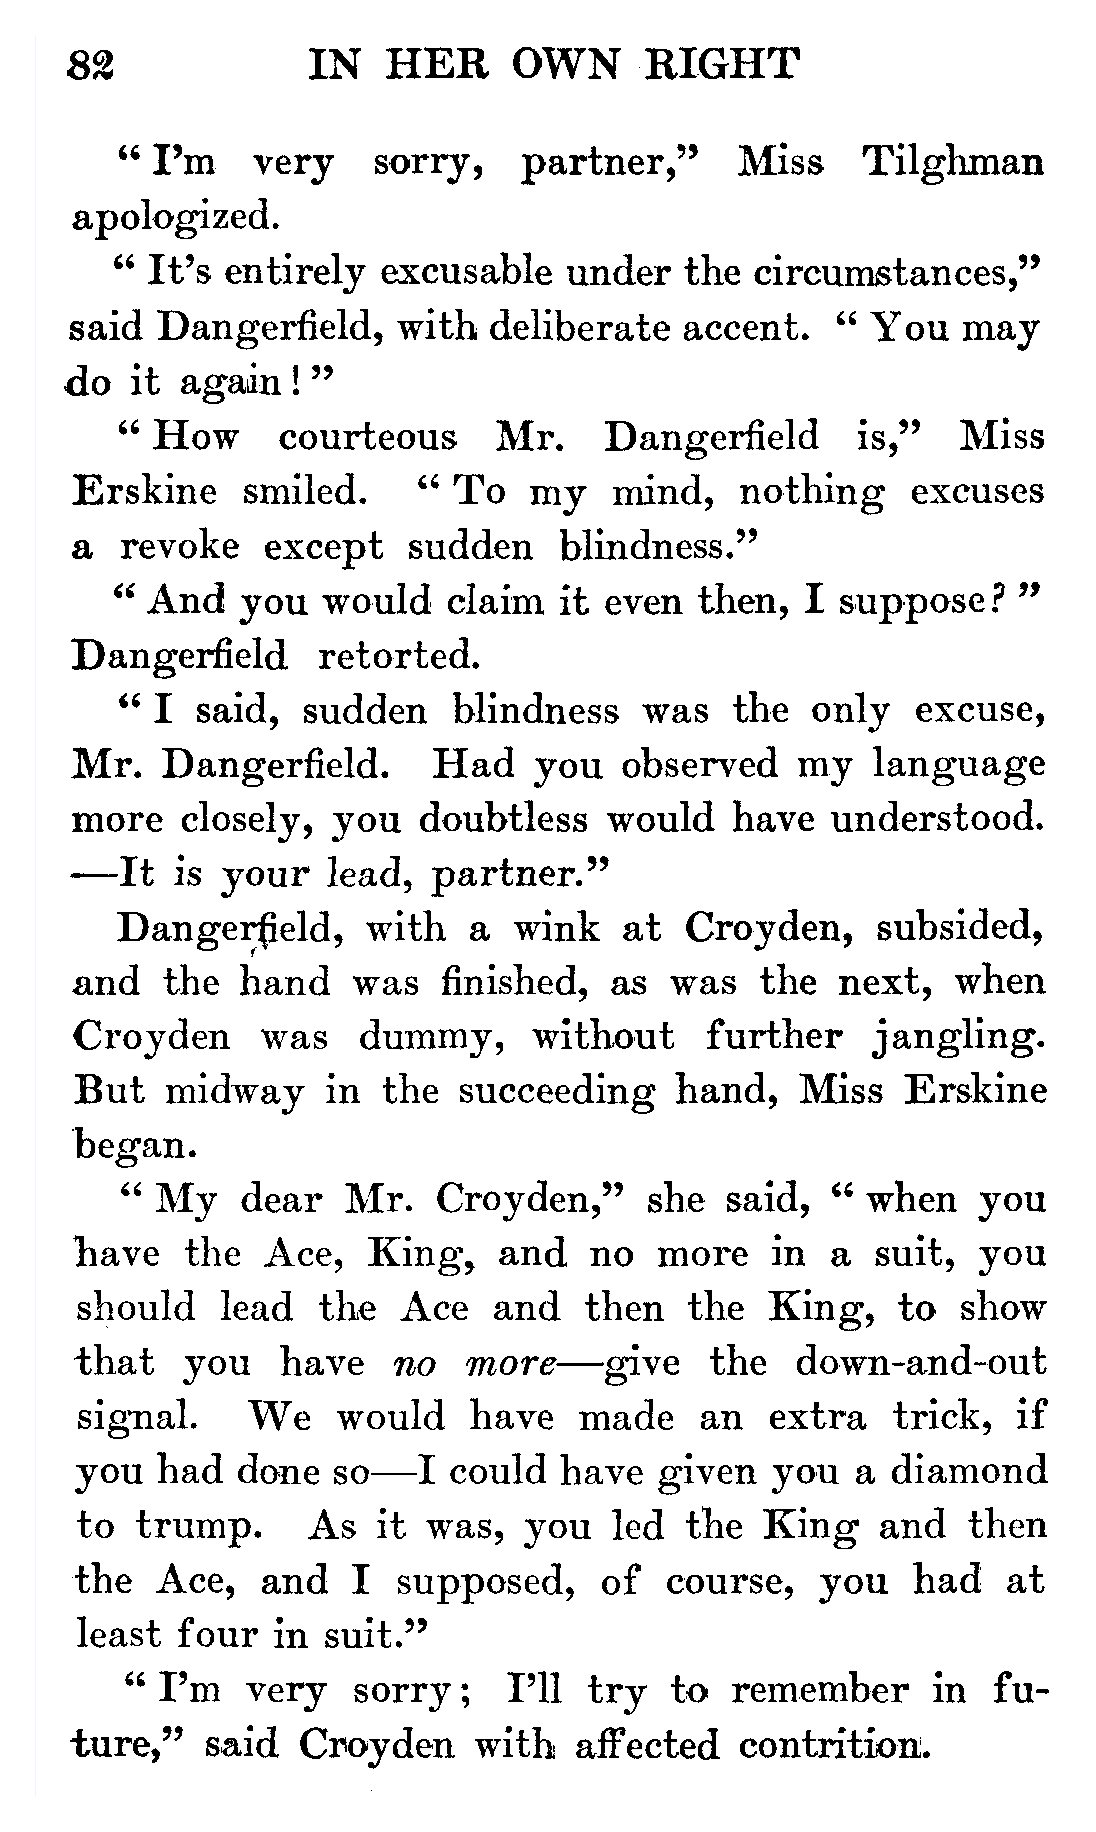 82 IN HER OWN RIGHT
“ I’m very sorry, partner,” Miss Tilghman
apologized.
“ It’s entirely excusable under the circumstances,”
said Dangerfield, with deliberate accent. “ You may
do it again ! ”
“ How courteous Mr. Dangerfield is,” Miss
Erskine smiled. “ To my mind, nothing excuses
a revoke except sudden blindness.”
“ And you would claim it even then, I suppose? ”
Dangerfield retorted.
“ I said, sudden blindness was the only excuse,
Mr. Dangerfield. Had you observed my language
more closely, you doubtless would have understood.
—It is your lead, partner.”
Dangerfield, with a wink at Croyden, subsided,
and the hand was finished, as was the next, when
Croyden was dummy, without further jangling.
But midway in the succeeding hand, Miss Erskine
began.
“ My dear Mr. Croyden,” she said, “ when you
have the Ace, King, and no more in a suit, you
should lead the Ace and then the King, to show
that you have no more—give the down-and-out
signal. We would have made an extra trick, if
you had done so—I could have given you a diamond
to trump. As it was, you led the King and then
the Ace, and I supposed, of course, you had at
least four in suit.”
“ I’m very sorry; I’ll try to remember in fu-
ture,” said Croyden with affected contrition.